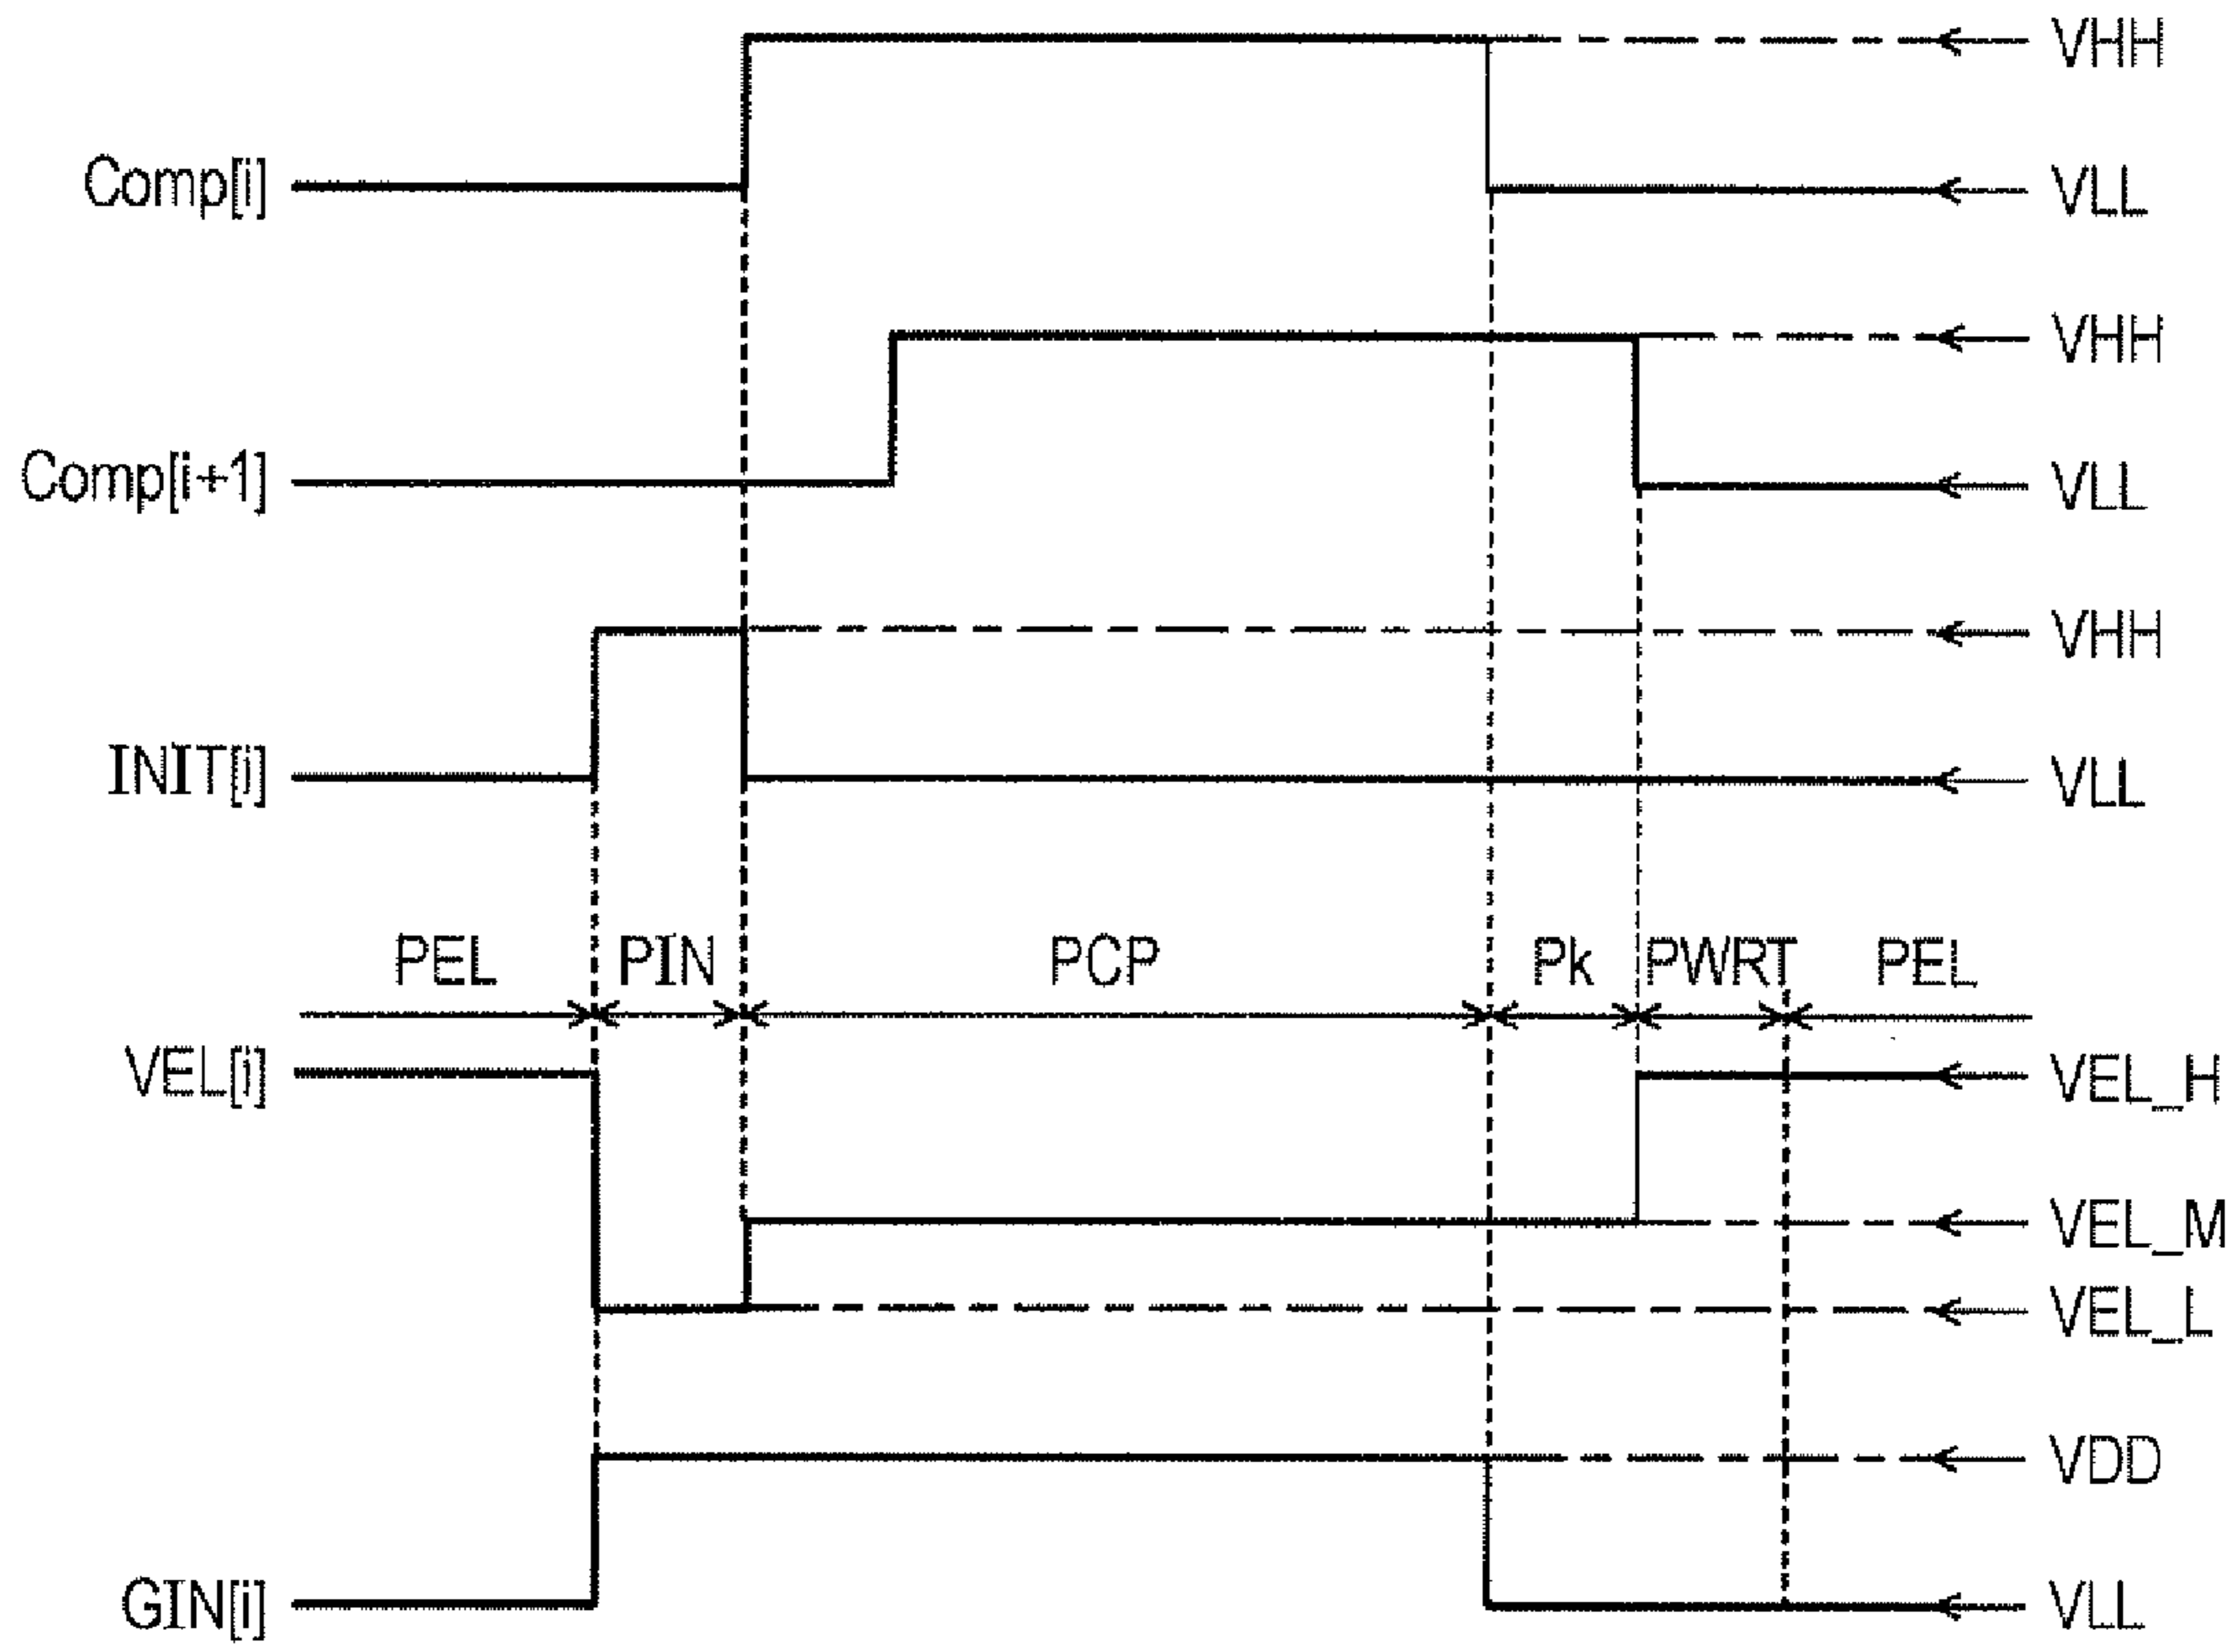 VHH
Comp[i]
VLL
VHH
Comp[i+1]
VLL
VHH
INIT[i]
VLL
PEL PIN PCP Pk PWRT PEL
VEL[i]
VEL_H
VEL_M
VEL_L
VDD
GIN[i]
VLL